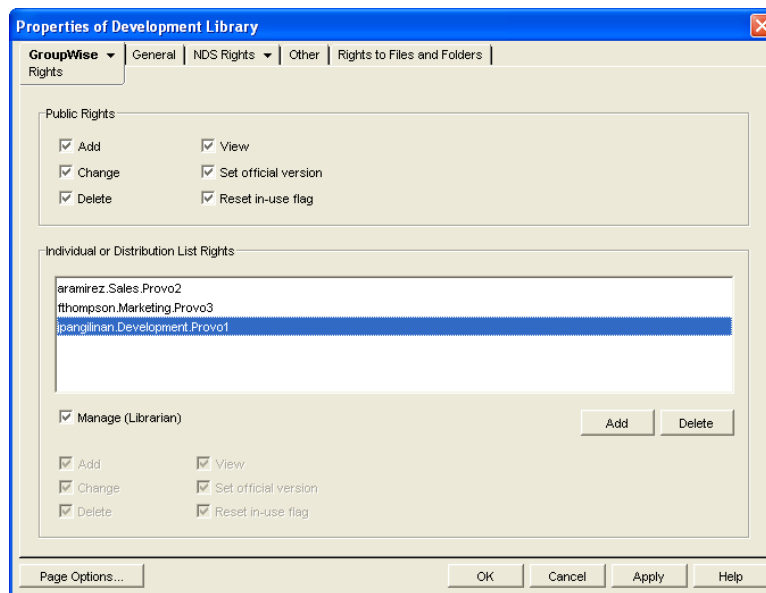 Properties of Development Library
GroupWise General NDS Rights Other Rights to Files and Folders
Rights
Public Rights
Add View
Change Set official version
Delete Reset in-use flag
Individual or Distribution List Rights
aramirez.Sales.Provo2
fthompson.Marketing.Provo3
jpangilinan.Development.Provo1
Manage (Librarian) Add Delete
Add View
Change Set official version
Delete Reset in-use flag
Page Options... OK Cancel Apply Help